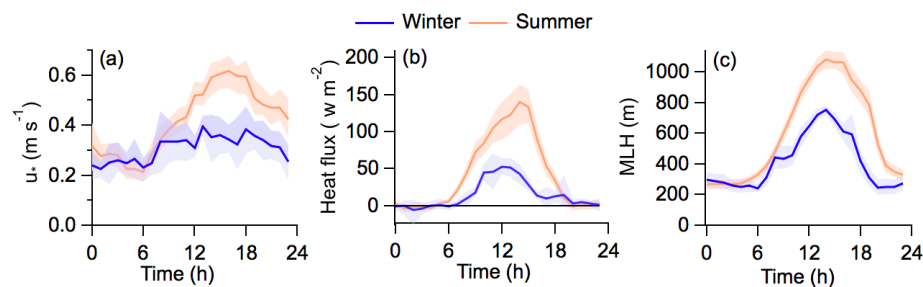 Winter Summer
(a)
0.6
0.4
0.2
0.0
u* (m s-1)
0 6 12 18 24
Time (h)
(b)
200
150
100
50
0
Heat flux ( w m-2)
0 6 12 18 24
Time (h)
(c)
1000
800
600
400
200
0
MLH (m)
0 6 12 18 24
Time (h)